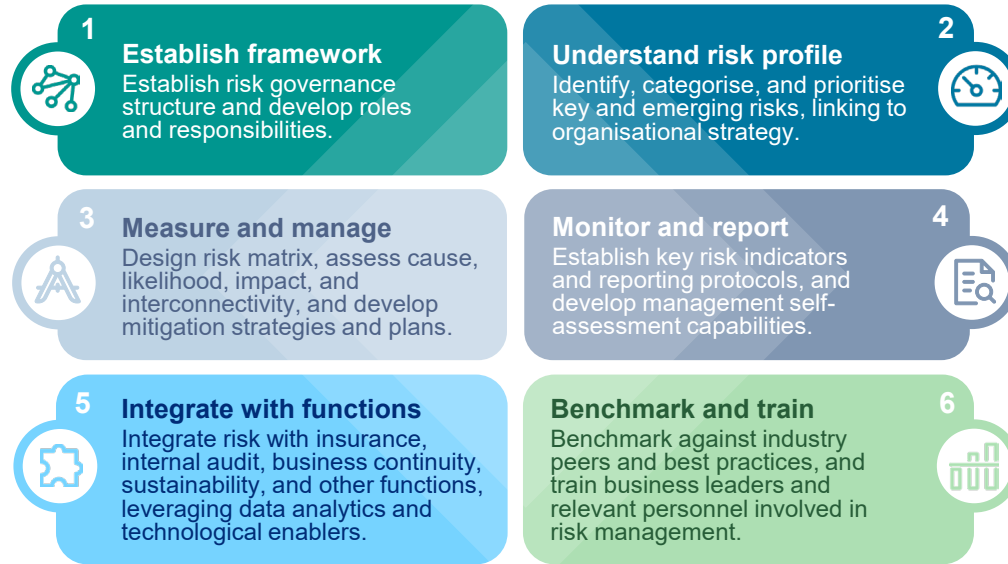 1
Establish framework
Establish risk governance
structure and develop roles
and responsibilities.
2
Understand risk profile
Identify, categorise, and prioritise
key and emerging risks, linking to
organisational strategy.
3
Measure and manage
Design risk matrix, assess cause,
likelihood, impact, and
interconnectivity, and develop
mitigation strategies and plans.
4
Monitor and report
Establish key risk indicators
and reporting protocols, and
develop management self-
assessment capabilities.
5
Integrate with functions
Integrate risk with insurance,
internal audit, business continuity,
sustainability, and other functions,
leveraging data analytics and
technological enablers.
6
Benchmark and train
Benchmark against industry
peers and best practices, and
train business leaders and
relevant personnel involved in
risk management.